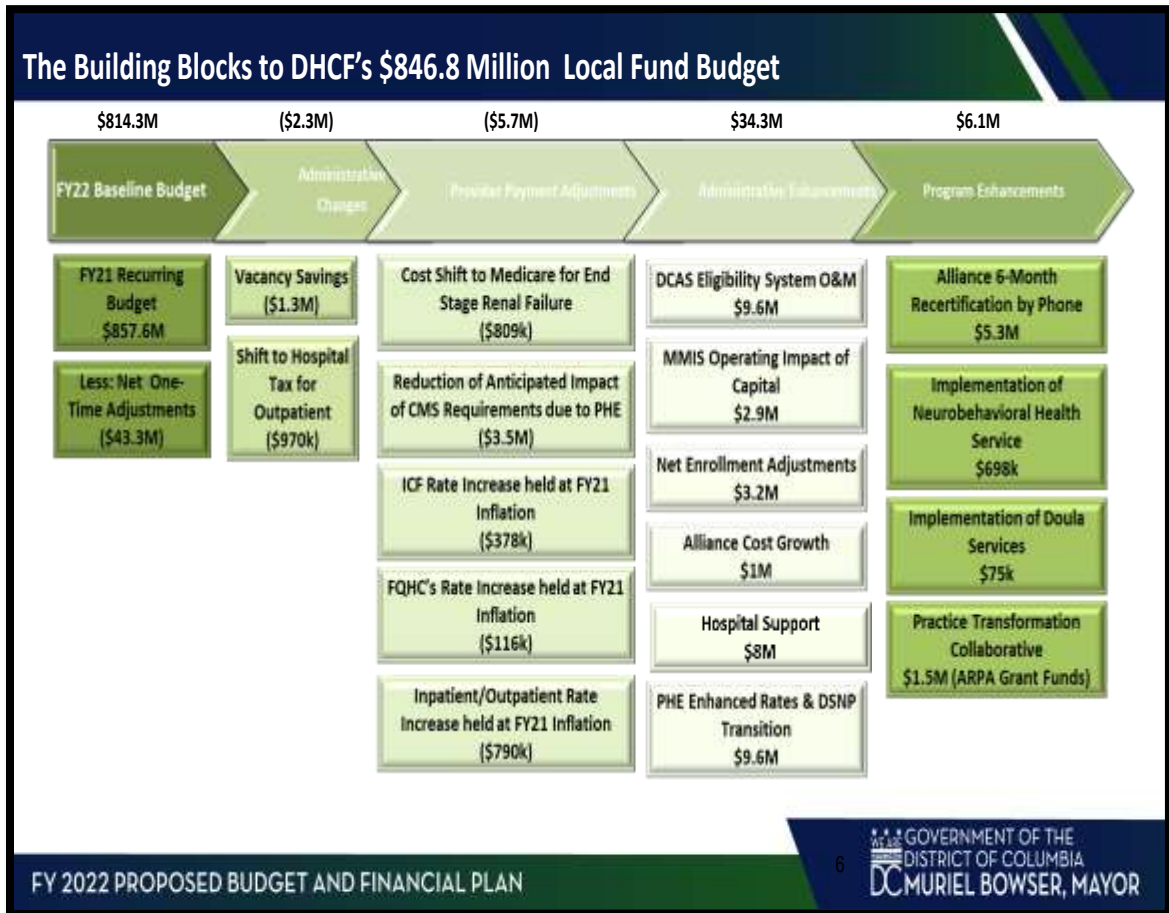 The Building Blocks to DHCF's $846.8 Million Local Fund Budget
$814.3M
($2.3M)
($5.7M)
$34.3M
$6.1M
FY22 Baseline Budget
Administrative
Changes
Provider Payment Adjustments
Administrative Enhancements
Program Enhancements
FY21 Recurring
Budget
$857.6M
Less: Net One-
Time Adjustments
($43.3M)
Vacancy Savings
($1.3M)
Shift to Hospital
Tax for
Outpatient
($970k)
Cost Shift to Medicare for End
Stage Renal Failure
($809k)
Reduction of Anticipated Impact
of CMS Requirements due to PHE
($3.5M)
ICF Rate Increase held at FY21
Inflation
($378k)
FQHC's Rate Increase held at FY21
Inflation
($116k)
Inpatient/Outpatient Rate
Increase held at FY21 Inflation
($790k)
DCAS Eligibility System O&M
$9.6M
MMIS Operating Impact of
Capital
$2.9M
Net Enrollment Adjustments
$3.2M
Alliance Cost Growth
$1M
Hospital Support
$8M
PHE Enhanced Rates & DSNP
Transition
$9.6M
Alliance 6-Month
Recertification by Phone
$5.3M
Implementation of
Neurobehavioral Health
Service
$698k
Implementation of Doula
Services
$75k
Practice Transformation
Collaborative
$1.5M (ARPA Grant Funds)
FY 2022 PROPOSED BUDGET AND FINANCIAL PLAN
6
WE ARE
DC
GOVERNMENT OF THE
DISTRICT OF COLUMBIA
MURIEL BOWSER, MAYOR